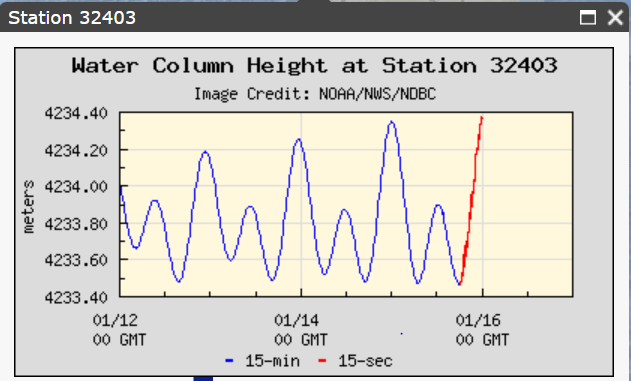 Station 32403
Water Column Height at Station 32403
Image Credit: NOAA/NWS/NDBC
4234.40
4234.20
4234.00
4233.80
4233.60
4233.40
meters
01/12 01/14 01/16
00 GMT 00 GMT 00 GMT
15-min 15-sec